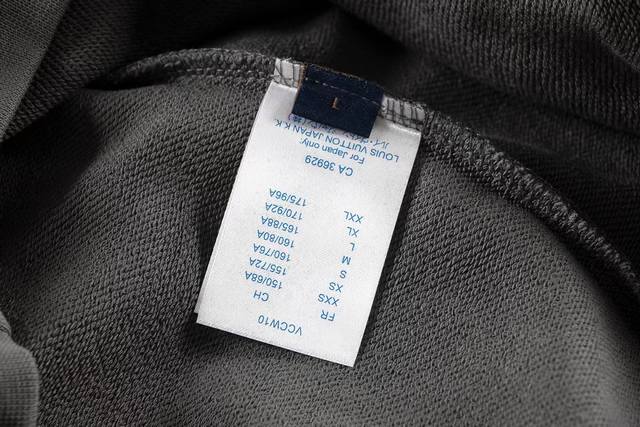 VCCW10
FR CH
XXS 150/68A
XS 155/72A
S 160/76A
M 160/80A
L 165/88A
XL 170/92A
XXL 175/96A
CA 36929
For Japan only:
LOUIS VUITTON JAPAN K.K.
L